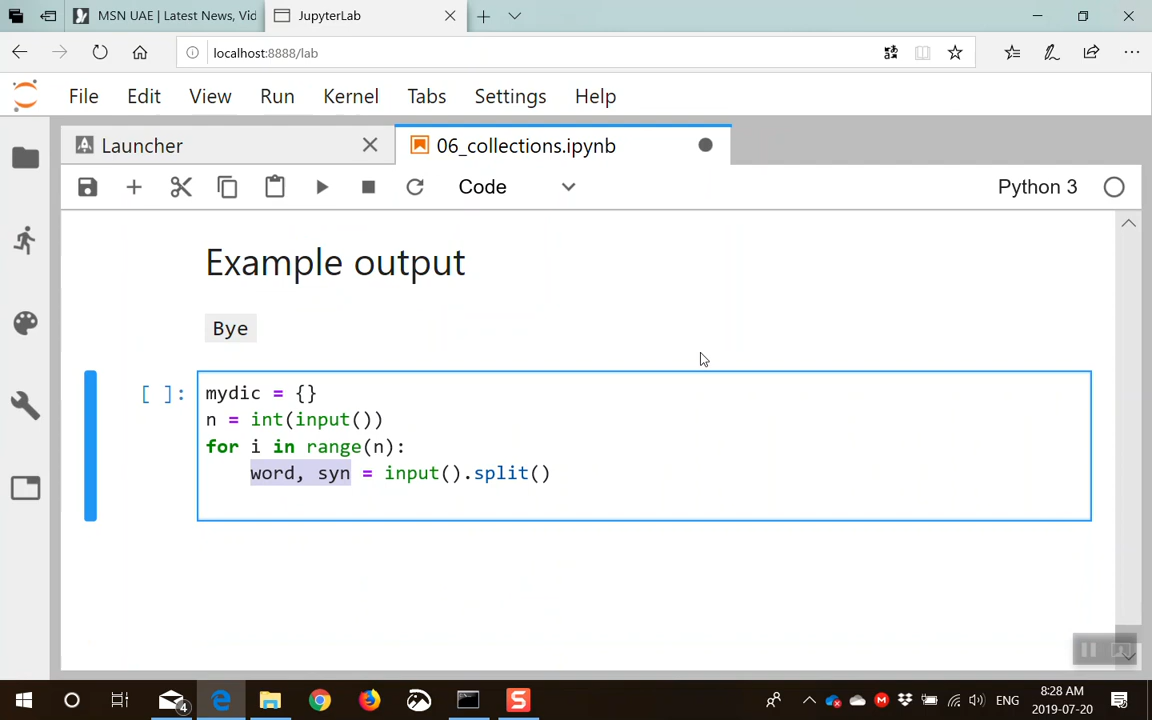 MSN UAE | Latest News, Vid
JupyterLab
localhost:8888/lab
File Edit View Run Kernel Tabs Settings Help
Launcher
06_collections.ipynb
Code
Python 3
Example output
Bye
[ ]:
mydic = {}
n = int(input())
for i in range(n):
    word, syn = input().split()
4
S
M
ENG
8:28 AM
2019-07-20
3